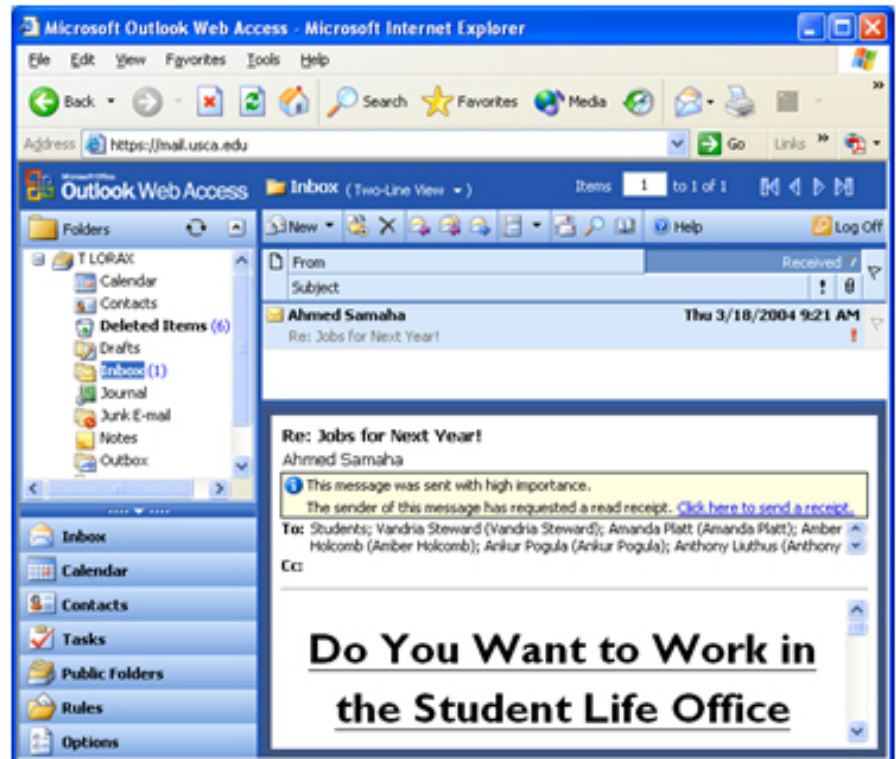 Microsoft Outlook Web Access - Microsoft Internet Explorer
File Edit View Favorites Tools Help
Back Search Favorites Media
Address https://mail.usca.edu Go Links
Microsoft Office
Outlook Web Access Inbox (Two-Line View) Items 1 to 1 of 1
Folders New Help Log Off
T LORAX
Calendar
Contacts
Deleted Items (6)
Drafts
Inbox (1)
Journal
Junk E-mail
Notes
Outbox
Inbox
Calendar
Contacts
Tasks
Public Folders
Rules
Options
From Received
Subject
Ahmed Samaha Thu 3/18/2004 9:21 AM
Re: Jobs for Next Year!
Re: Jobs for Next Year!
Ahmed Samaha
This message was sent with high importance.
The sender of this message has requested a read receipt. Click here to send a receipt.
To: Students; Vandria Steward (Vandria Steward); Amanda Platt (Amanda Platt); Amber
Holcomb (Amber Holcomb); Ankur Pogula (Ankur Pogula); Anthony Liuthus (Anthony
Cc:
Do You Want to Work in
the Student Life Office